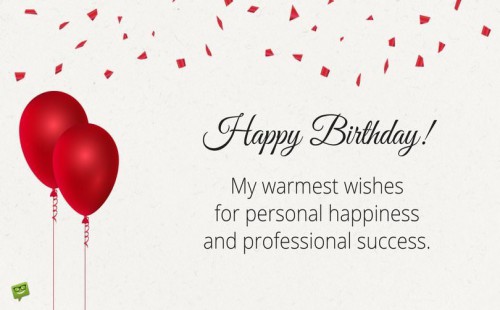 Happy Birthday!
My warmest wishes
for personal happiness
and professional success.